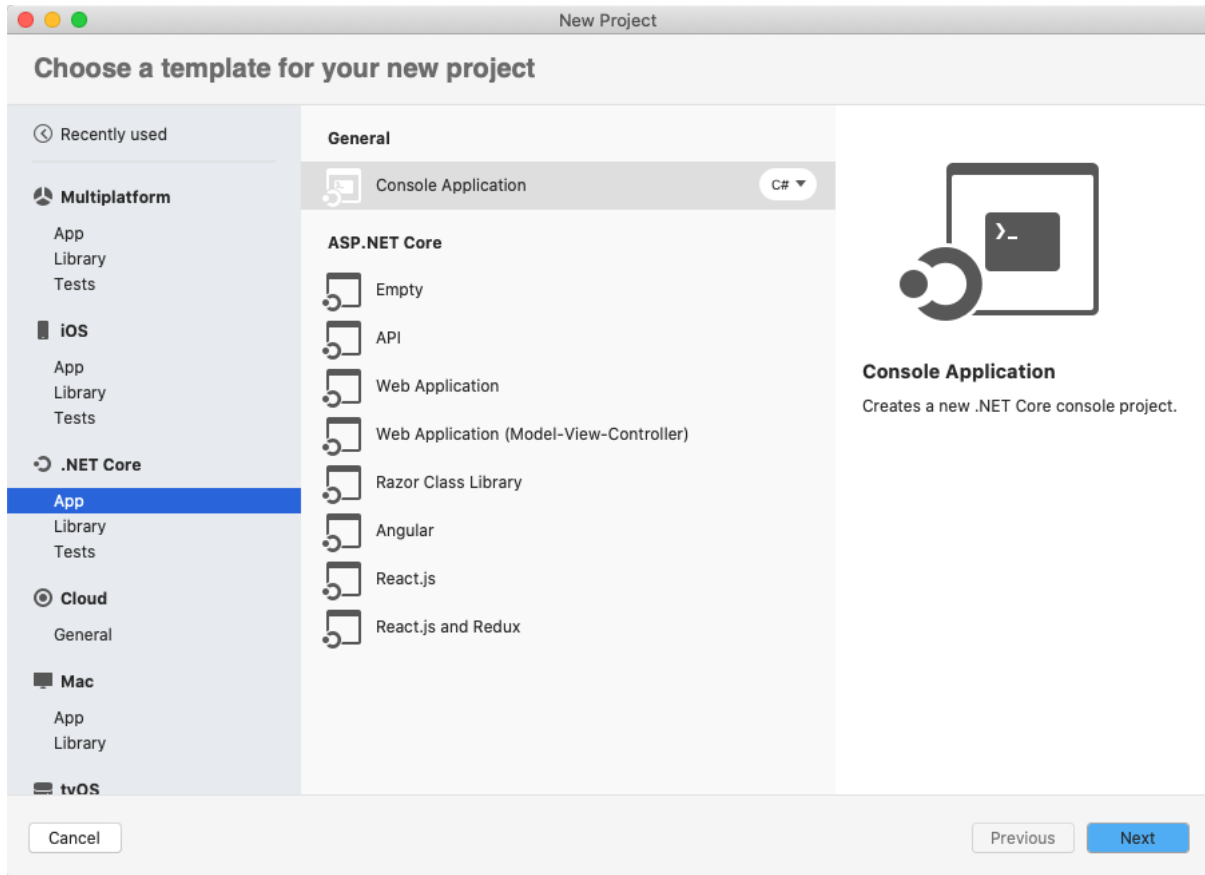 New Project
Choose a template for your new project
Recently used
Multiplatform
App
Library
Tests
iOS
App
Library
Tests
.NET Core
App
Library
Tests
Cloud
General
Mac
App
Library
tvOS
General
Console Application
C#
ASP.NET Core
Empty
API
Web Application
Web Application (Model-View-Controller)
Razor Class Library
Angular
React.js
React.js and Redux
Console Application
Creates a new .NET Core console project.
Cancel
Previous
Next